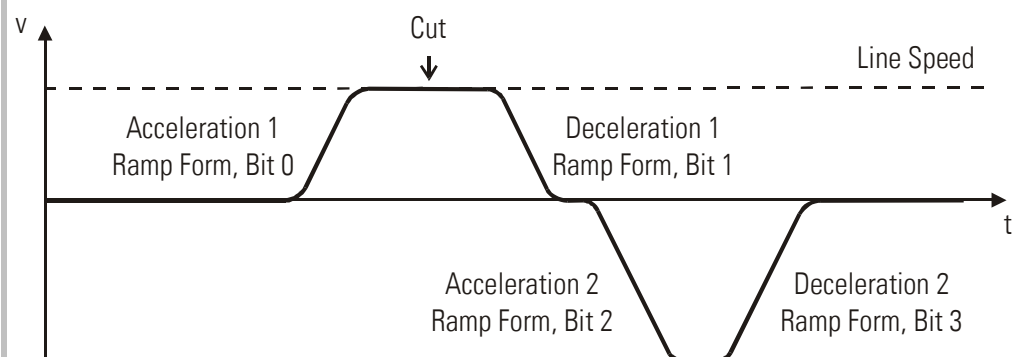 v
Cut
Line Speed
Acceleration 1
Ramp Form, Bit 0
Deceleration 1
Ramp Form, Bit 1
t
Acceleration 2
Ramp Form, Bit 2
Deceleration 2
Ramp Form, Bit 3